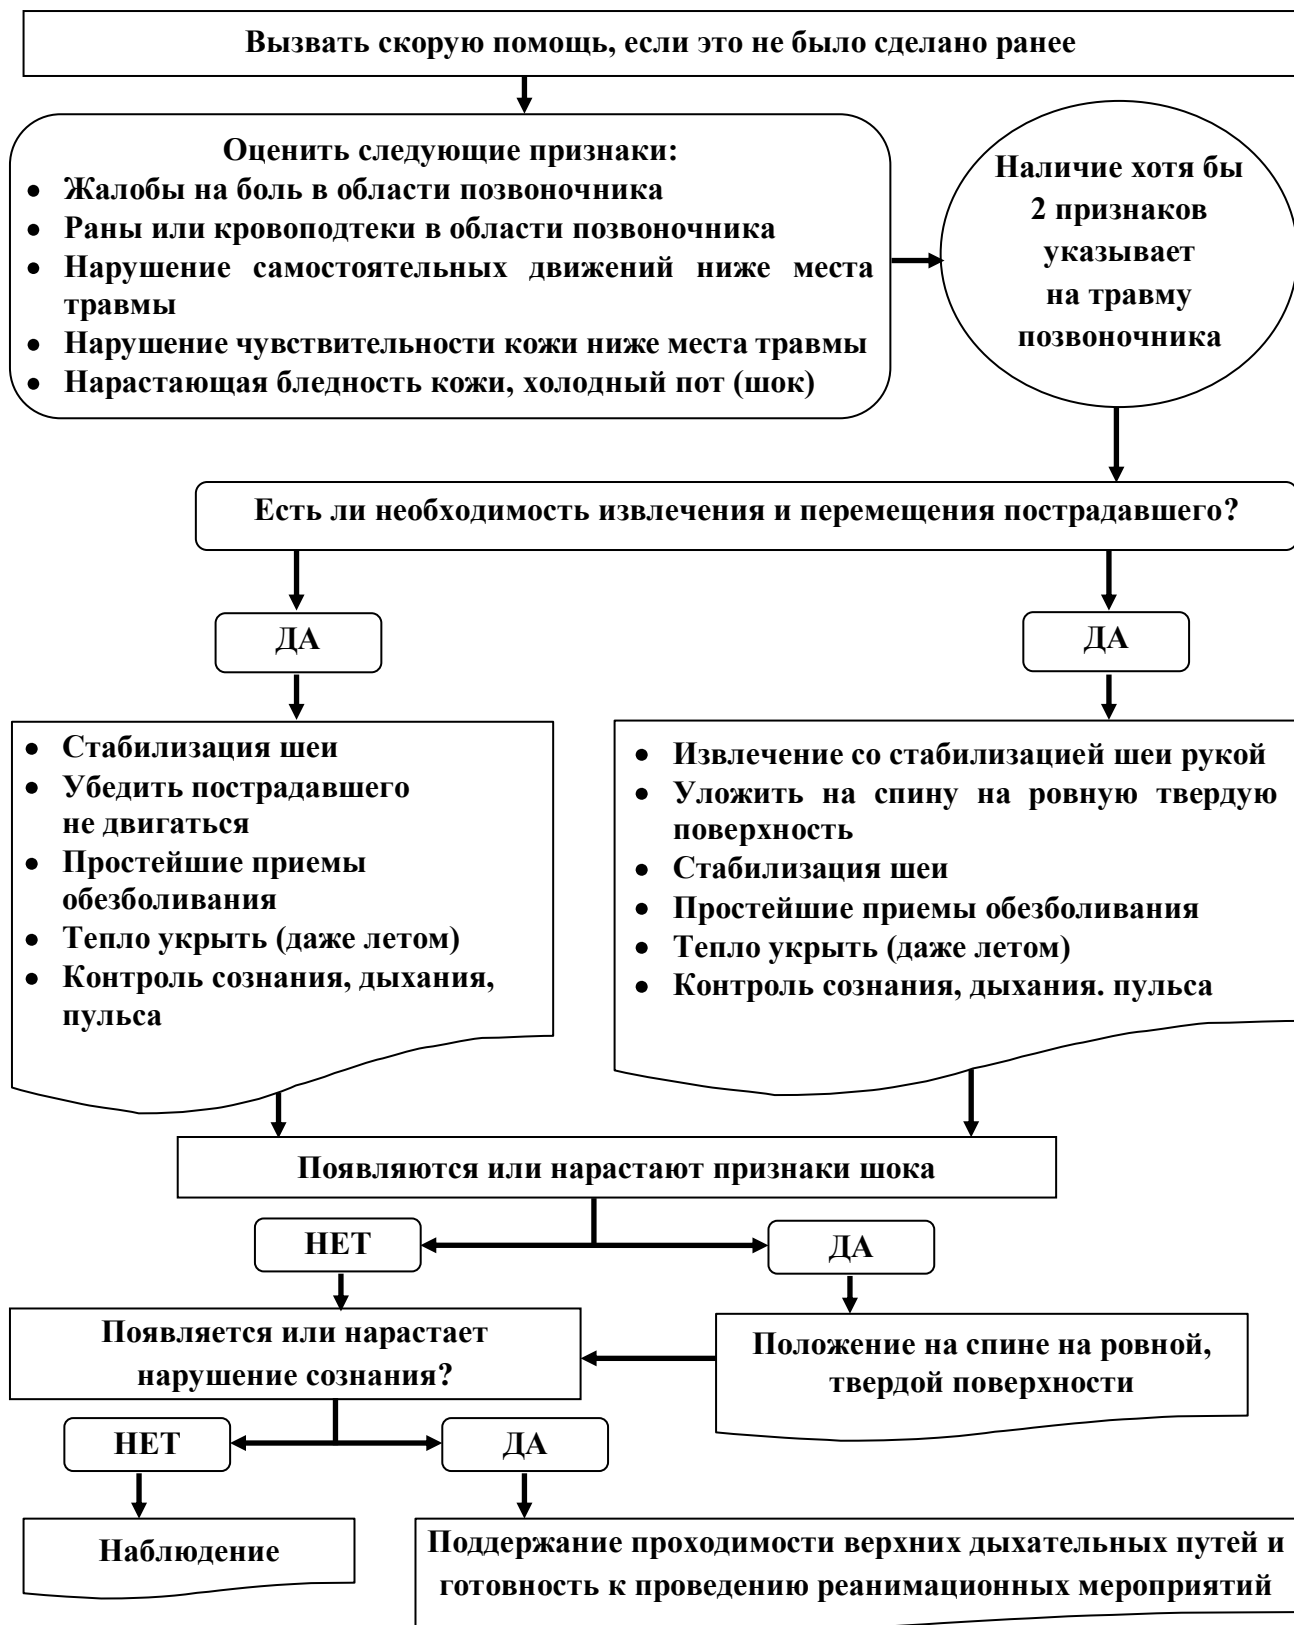 Вызвать скорую помощь, если это не было сделано ранее
Оценить следующие признаки:
• Жалобы на боль в области позвоночника
• Раны или кровоподтеки в области позвоночника
• Нарушение самостоятельных движений ниже места
травмы
• Нарушение чувствительности кожи ниже места травмы
• Нарастающая бледность кожи, холодный пот (шок)
Наличие хотя бы
2 признаков
указывает
на травму
позвоночника
Есть ли необходимость извлечения и перемещения пострадавшего?
ДА
ДА
• Стабилизация шеи
• Убедить пострадавшего
не двигаться
• Простейшие приемы
обезболивания
• Тепло укрыть (даже летом)
• Контроль сознания, дыхания,
пульса
• Извлечение со стабилизацией шеи рукой
• Уложить на спину на ровную твердую
поверхность
• Стабилизация шеи
• Простейшие приемы обезболивания
• Тепло укрыть (даже летом)
• Контроль сознания, дыхания. пульса
Появляются или нарастают признаки шока
НЕТ
ДА
Появляется или нарастает
нарушение сознания?
Положение на спине на ровной,
твердой поверхности
НЕТ
ДА
Наблюдение
Поддержание проходимости верхних дыхательных путей и
готовность к проведению реанимационных мероприятий